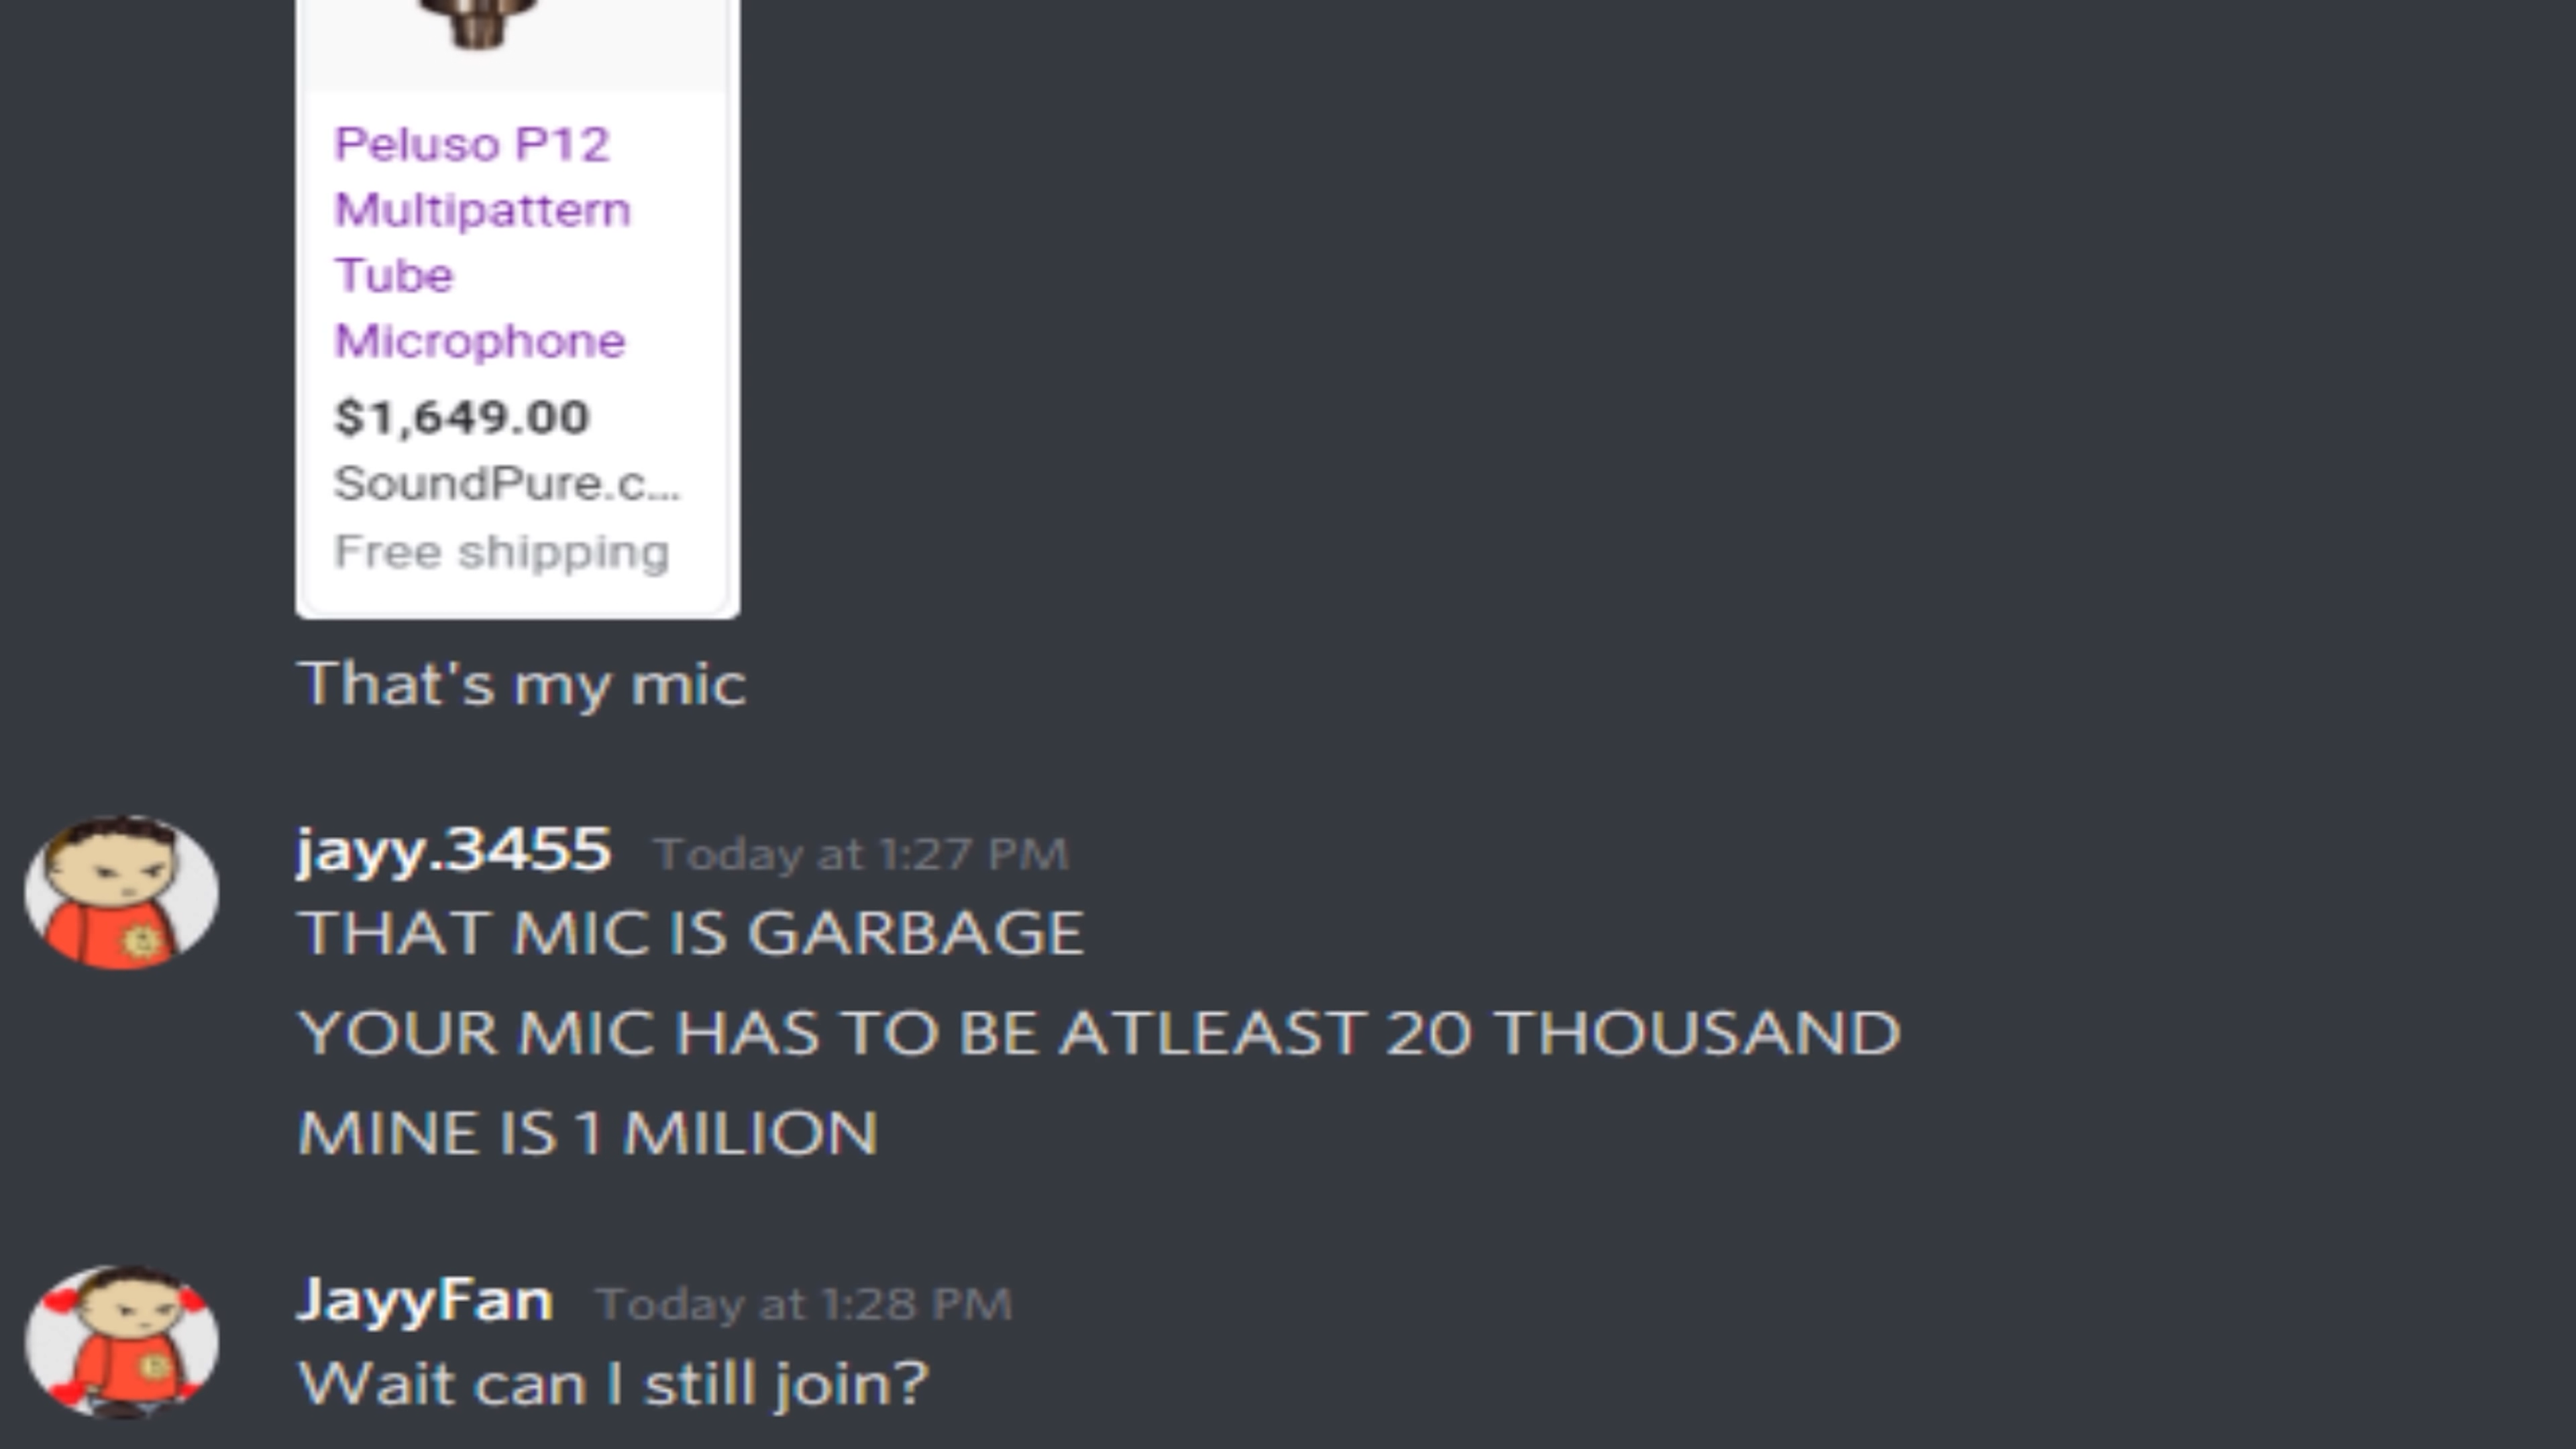 Peluso P12
Multipattern
Tube
Microphone
$1,649.00
SoundPure.c...
Free shipping
That's my mic
jayy.3455 Today at 1:27 PM
THAT MIC IS GARBAGE
YOUR MIC HAS TO BE ATLEAST 20 THOUSAND
MINE IS 1 MILION
JayyFan Today at 1:28 PM
Wait can I still join?